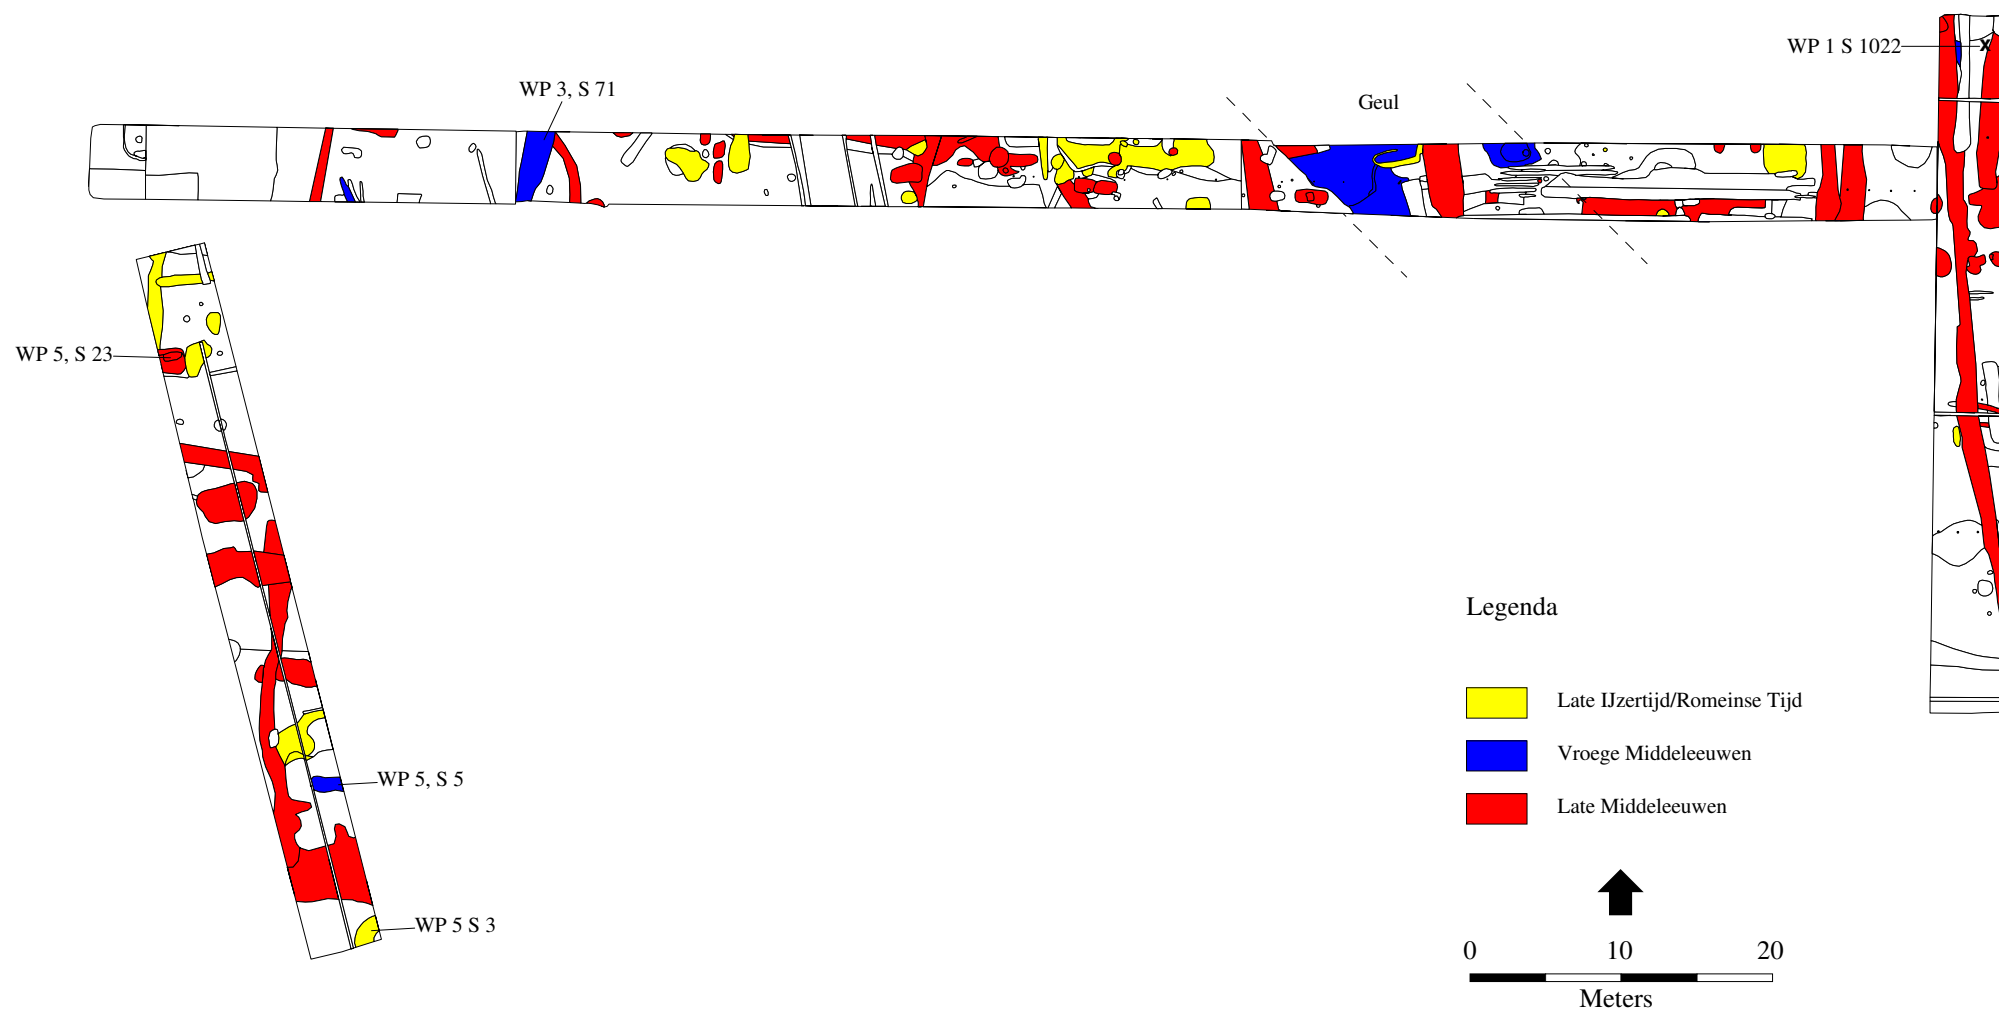 WP 1 S 1022
x
WP 3, S 71
Geul
WP 5, S 23
Legenda
Late IJzertijd/Romeinse Tijd
Vroege Middeleeuwen
WP 5, S 5
Late Middeleeuwen
WP 5 S 3
0 10 20
Meters